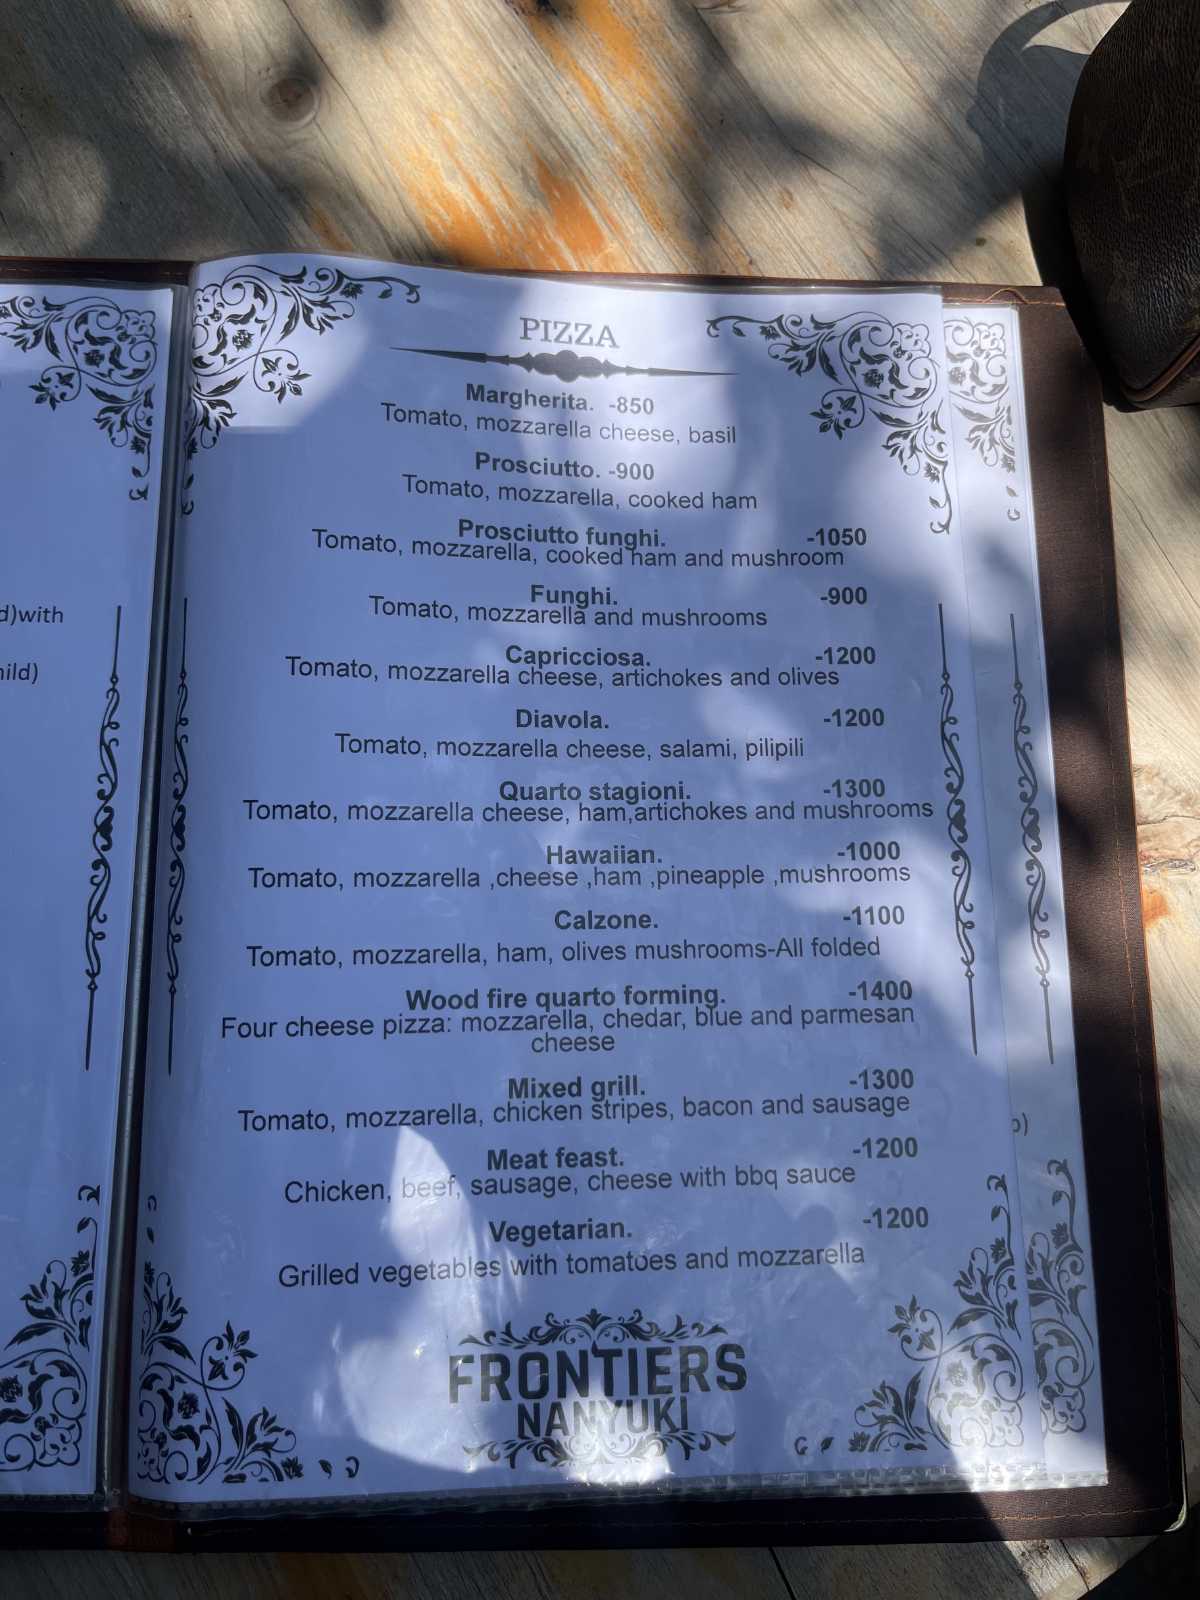 d)with
ild)
PIZZA
Margherita. -850
Tomato, mozzarella cheese, basil
Prosciutto. -900
Tomato, mozzarella, cooked ham
Prosciutto funghi. -1050
Tomato, mozzarella, cooked ham and mushroom
Funghi. -900
Tomato, mozzarella and mushrooms
Capricciosa. -1200
Tomato, mozzarella cheese, artichokes and olives
Diavola. -1200
Tomato, mozzarella cheese, salami, pilipili
Quarto stagioni. -1300
Tomato, mozzarella cheese, ham,artichokes and mushrooms
Hawaiian. -1000
Tomato, mozzarella ,cheese ,ham ,pineapple ,mushrooms
Calzone. -1100
Tomato, mozzarella, ham, olives mushrooms-All folded
Wood fire quarto forming. -1400
Four cheese pizza: mozzarella, chedar, blue and parmesan
cheese
Mixed grill. -1300
Tomato, mozzarella, chicken stripes, bacon and sausage
Meat feast. -1200
Chicken, beef, sausage, cheese with bbq sauce
Vegetarian. -1200
Grilled vegetables with tomatoes and mozzarella
FRONTIERS
NANYUKI